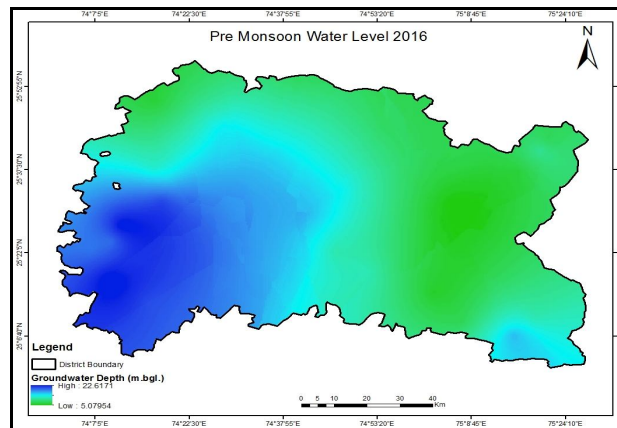 74°7'5"E 74°22'30"E 74°37'55"E 74°53'20"E 75°8'45"E 75°24'10"E
Pre Monsoon Water Level 2016
N
25°52'55"N
25°37'30"N
25°22'5"N
25°6'40"N
Legend
District Boundary
Groundwater Depth (m.bgl.)
High : 22.6171
Low : 5.07954
0 5 10 20 30 40
Km
74°7'5"E 74°22'30"E 74°37'55"E 74°53'20"E 75°8'45"E 75°24'10"E